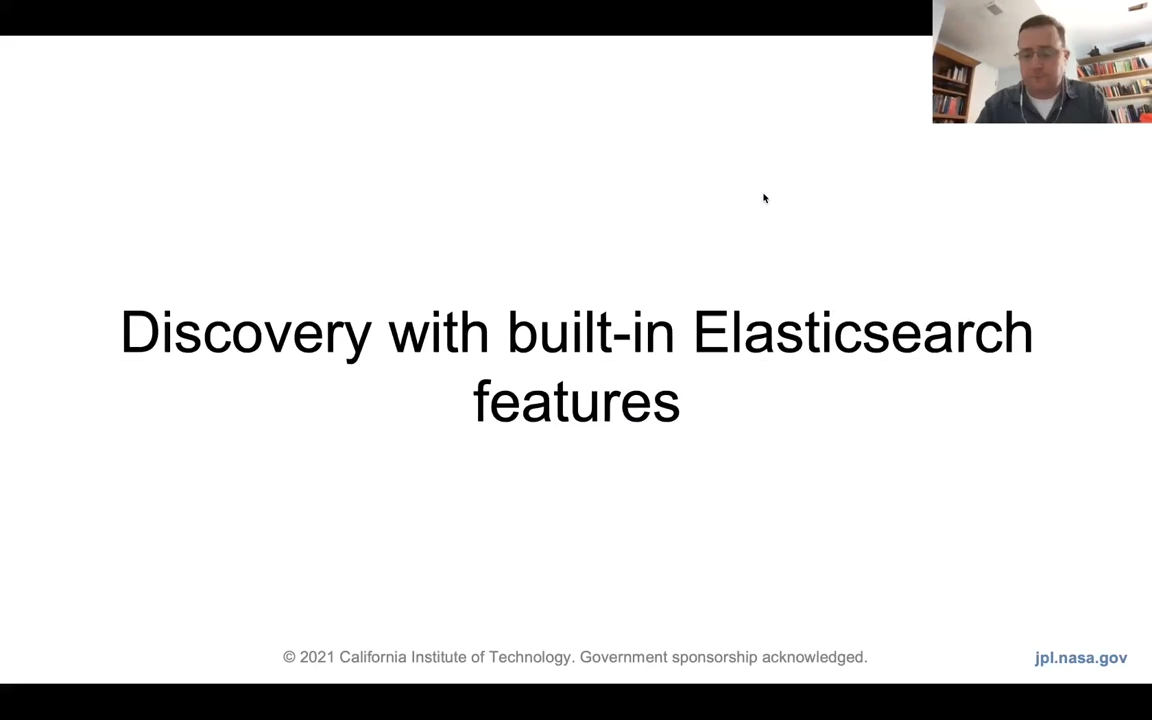 Discovery with built-in Elasticsearch
features
© 2021 California Institute of Technology. Government sponsorship acknowledged.
jpl.nasa.gov